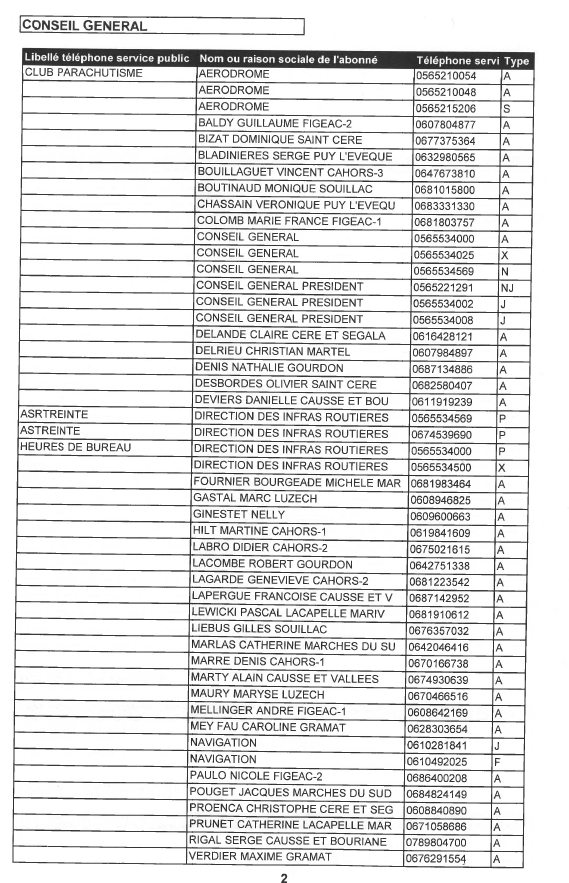 CONSEIL GENERAL
Libellé téléphone service public Nom ou raison sociale de l'abonné Téléphone servi Type
CLUB PARACHUTISME AERODROME 0565210054 A
AERODROME 0565210048 A
AERODROME 0565215206 S
BALDY GUILLAUME FIGEAC-2 0607804877 A
BIZAT DOMINIQUE SAINT CERE 0677375364 A
BLADINIERES SERGE PUY L'EVEQUE 0632980565 A
BOUILLAGUET VINCENT CAHORS-3 0647673810 A
BOUTINAUD MONIQUE SOUILLAC 0681015800 A
CHASSAIN VERONIQUE PUY L'EVEQU 0683331330 A
COLOMB MARIE FRANCE FIGEAC-1 0681803757 A
CONSEIL GENERAL 0565534000 A
CONSEIL GENERAL 0565534025 X
CONSEIL GENERAL 0565534569 N
CONSEIL GENERAL PRESIDENT 0565221291 NJ
CONSEIL GENERAL PRESIDENT 0565534002 J
CONSEIL GENERAL PRESIDENT 0565534008 J
DELANDE CLAIRE CERE ET SEGALA 0616428121 A
DELRIEU CHRISTIAN MARTEL 0607984897 A
DENIS NATHALIE GOURDON 0687134886 A
DESBORDES OLIVIER SAINT CERE 0682580407 A
DEVIERS DANIELLE CAUSSE ET BOU 0611919239 A
ASRTREINTE DIRECTION DES INFRAS ROUTIERES 0565534569 P
ASTREINTE DIRECTION DES INFRAS ROUTIERES 0674539690 P
HEURES DE BUREAU DIRECTION DES INFRAS ROUTIERES 0565534000 P
DIRECTION DES INFRAS ROUTIERES 0565534500 X
FOURNIER BOURGEADE MICHELE MAR 0681983464 A
GASTAL MARC LUZECH 0608946825 A
GINESTET NELLY 0609600663 A
HILT MARTINE CAHORS-1 0619841609 A
LABRO DIDIER CAHORS-2 0675021615 A
LACOMBE ROBERT GOURDON 0642751338 A
LAGARDE GENEVIEVE CAHORS-2 0681223542 A
LAPERGUE FRANCOISE CAUSSE ET V 0687142952 A
LEWICKI PASCAL LACAPELLE MARIV 0681910612 A
LIEBUS GILLES SOUILLAC 0676357032 A
MARLAS CATHERINE MARCHES DU SU 0642046416 A
MARRE DENIS CAHORS-1 0670166738 A
MARTY ALAIN CAUSSE ET VALLEES 0674930639 A
MAURY MARYSE LUZECH 0670466516 A
MELLINGER ANDRE FIGEAC-1 0608642169 A
MEY FAU CAROLINE GRAMAT 0628303654 A
NAVIGATION 0610281841 J
NAVIGATION 0610492025 F
PAULO NICOLE FIGEAC-2 0686400208 A
POUGET JACQUES MARCHES DU SUD 0684824149 A
PROENCA CHRISTOPHE CERE ET SEG 0608840890 A
PRUNET CATHERINE LACAPELLE MAR 0671058686 A
RIGAL SERGE CAUSSE ET BOURIANE 0789804700 A
VERDIER MAXIME GRAMAT 0676291554 A
2